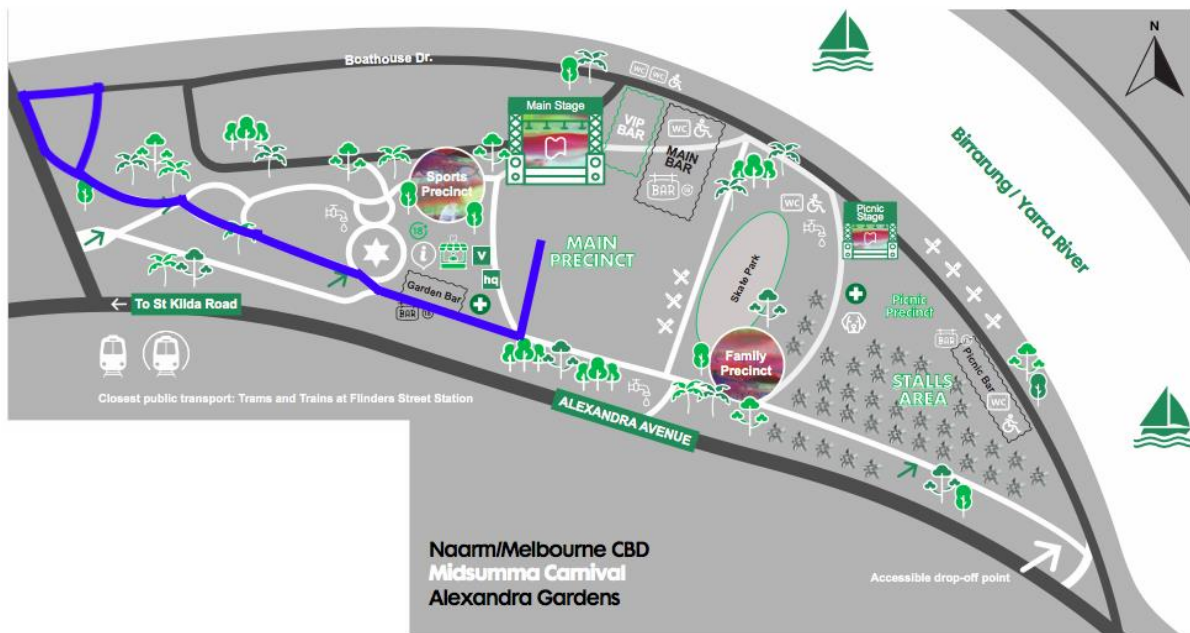 Boathouse Dr.
N
WC WC
Main Stage
VIP
BAR
WC
MAIN
BAR
BAR
Birrarung / Yarra River
Sports
Precinct
18+
WC
Picnic
Stage
MAIN
PRECINCT
i
V
hq
Skate Park
Garden Bar
BAR
To St Kilda Road
Picnic
Precinct
BAR
Picnic Bar
WC
Family
Precinct
STALLS
AREA
Closest public transport: Trams and Trains at Flinders Street Station
ALEXANDRA AVENUE
Naarm/Melbourne CBD
Midsumma Carnival
Alexandra Gardens
Accessible drop-off point